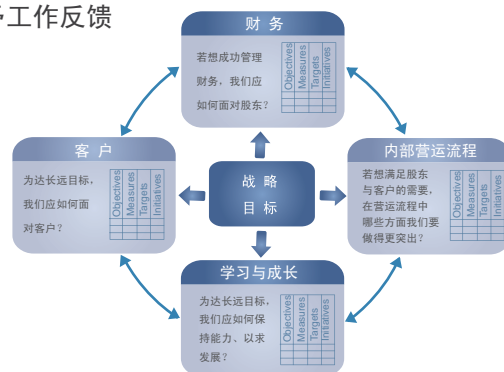 工作反馈
财 务
若想成功管理
财务，我们应
如何面对股东？
Objectives
Measures
Targets
Initiatives
客 户
为达长远目标，
我们应如何面
对客户？
Objectives
Measures
Targets
Initiatives
战 略
目 标
内部营运流程
若想满足股东
与客户的需要，
在营运流程中
哪些方面我们要
做得更突出？
Objectives
Measures
Targets
Initiatives
学习与成长
为达长远目标，
我们应如何保
持能力、以求
发展？
Objectives
Measures
Targets
Initiatives